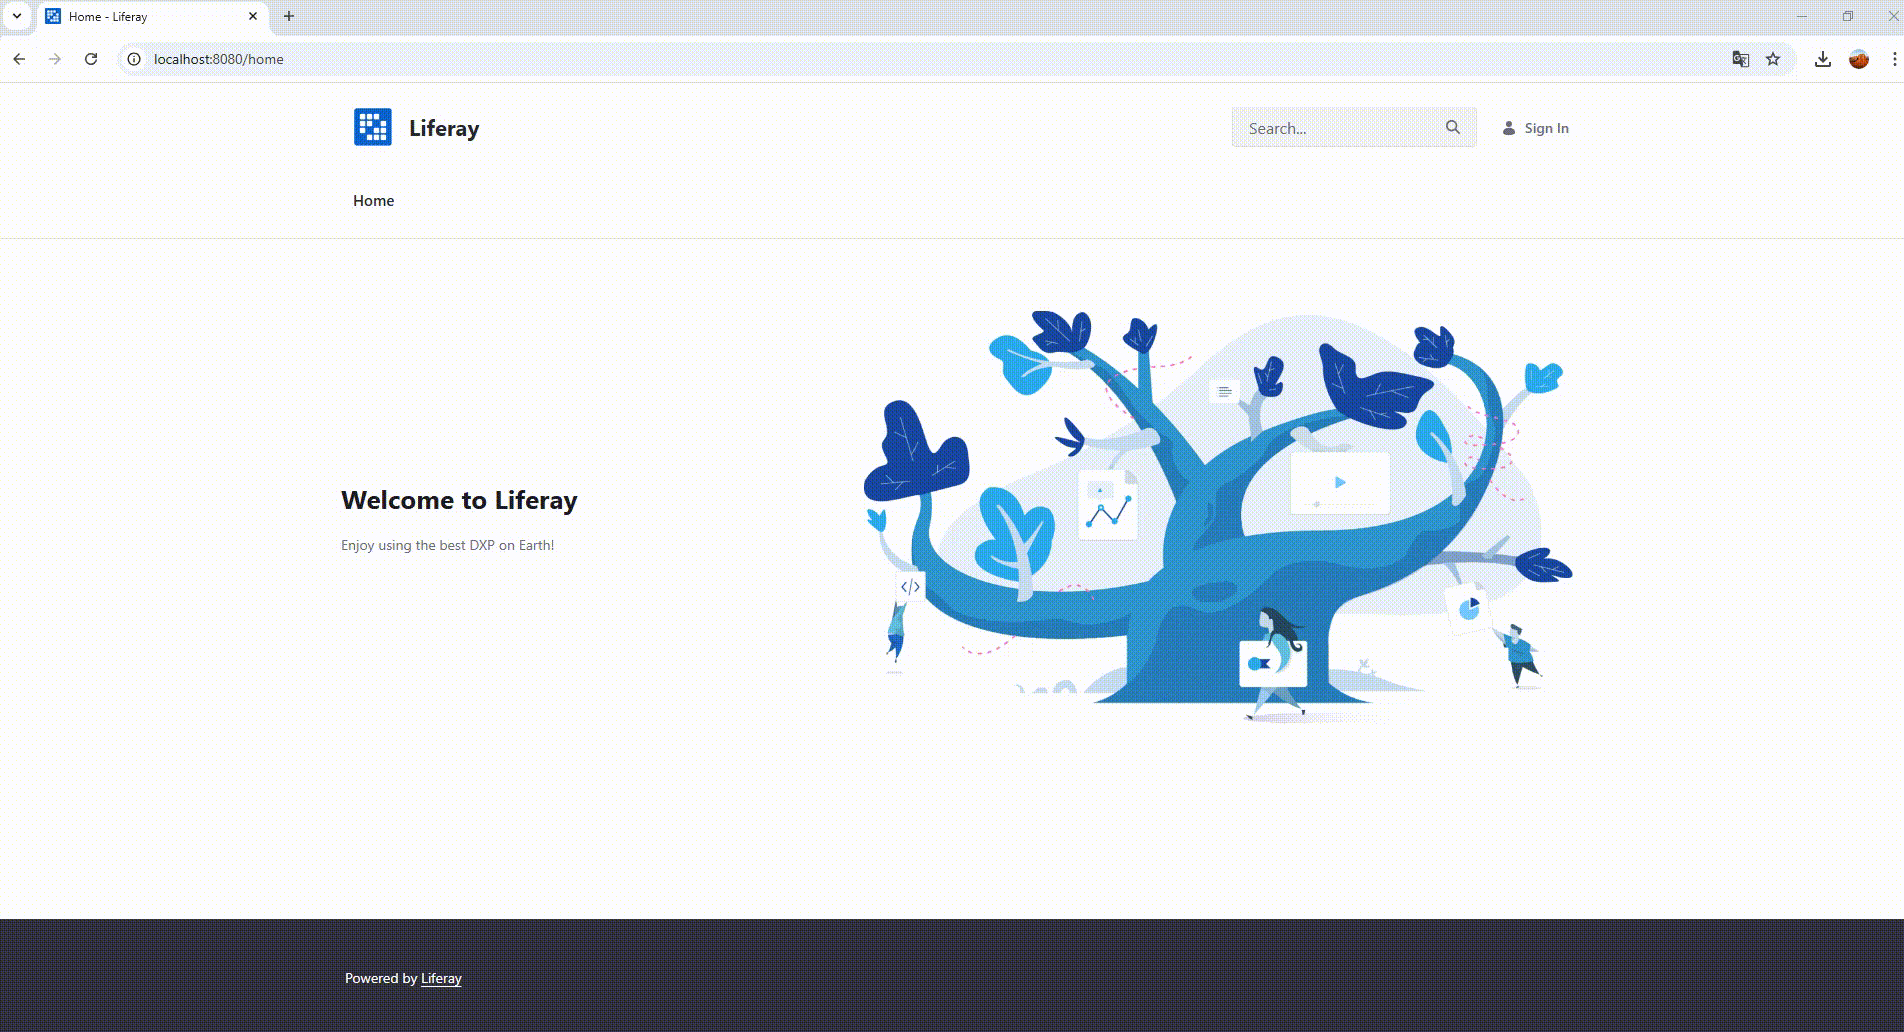 Home - Liferay
localhost:8080/home
Liferay
Search...
Sign In
Home
Welcome to Liferay
Enjoy using the best DXP on Earth!
</>
Powered by Liferay